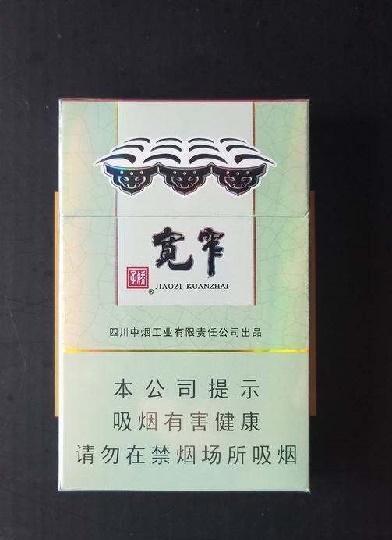 宽窄
娇子
JIAOZI KUANZHAI
®
四川中烟工业有限责任公司出品
本公司提示
吸烟有害健康
请勿在禁烟场所吸烟